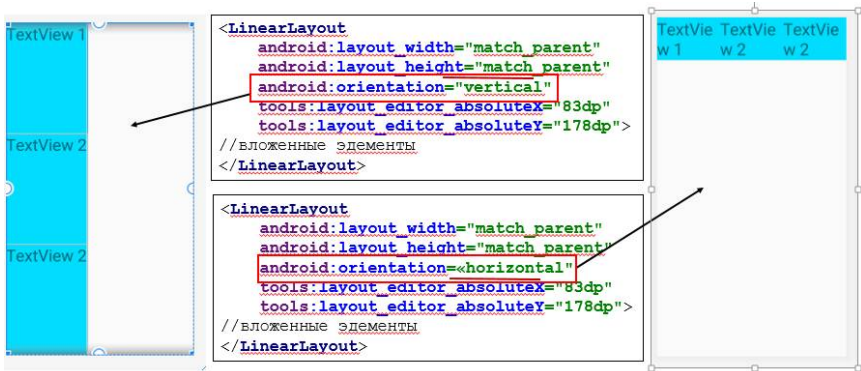 TextView 1
TextView 2
TextView 2
<LinearLayout
android:layout_width="match_parent"
android:layout_height="match_parent"
android:orientation="vertical"
tools:layout_editor_absoluteX="83dp"
tools:layout_editor_absoluteY="178dp">
//вложенные элементы
</LinearLayout>
<LinearLayout
android:layout_width="match_parent"
android:layout_height="match_parent"
android:orientation=«horizontal"
tools:layout_editor_absoluteX="83dp"
tools:layout_editor_absoluteY="178dp">
//вложенные элементы
</LinearLayout>
TextVie TextVie TextVie
w 1 w 2 w 2